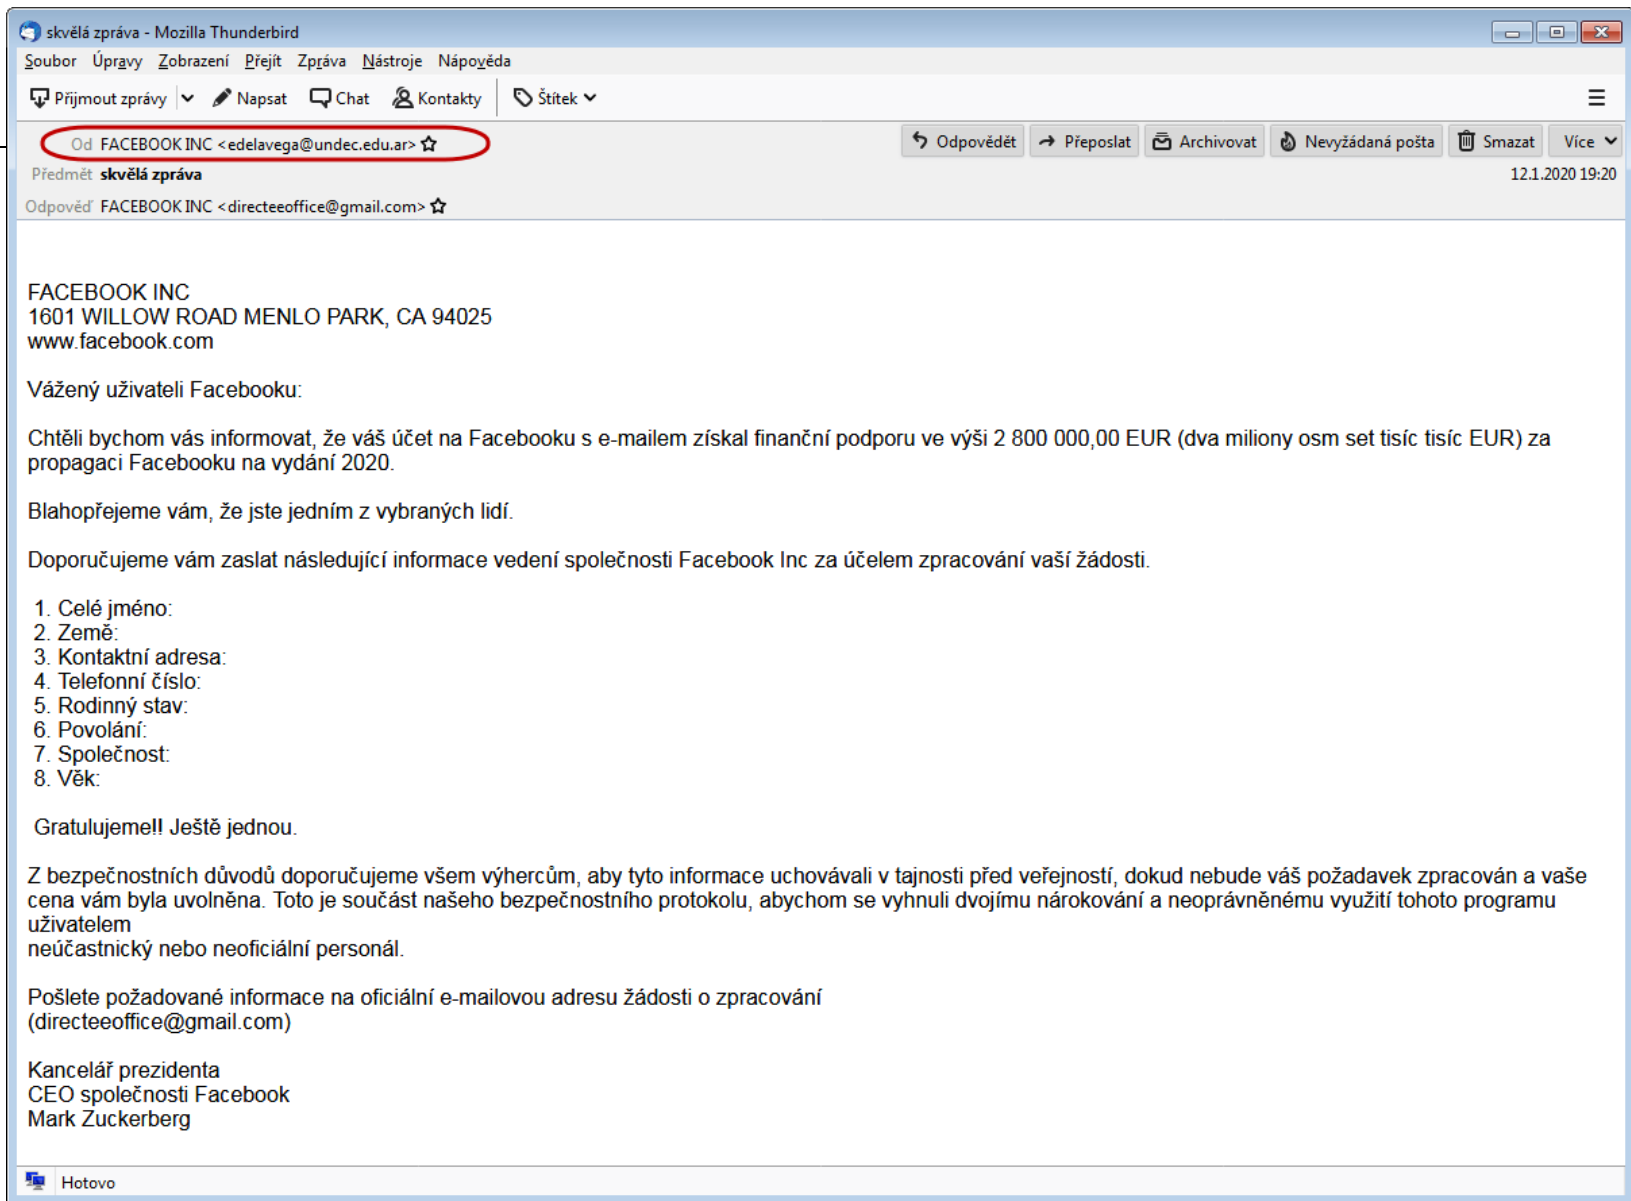 skvělá zpráva - Mozilla Thunderbird
Soubor Úpravy Zobrazení Přejít Zpráva Nástroje Nápověda
Přijmout zprávy Napsat Chat Kontakty Štítek
Od FACEBOOK INC <edelavega@undec.edu.ar> Odpovědět Přeposlat Archivovat Nevyžádaná pošta Smazat Více
Předmět skvělá zpráva 12.1.2020 19:20
Odpověď FACEBOOK INC <directeeoffice@gmail.com>
FACEBOOK INC
1601 WILLOW ROAD MENLO PARK, CA 94025
www.facebook.com
Vážený uživateli Facebooku:
Chtěli bychom vás informovat, že váš účet na Facebooku s e-mailem získal finanční podporu ve výši 2 800 000,00 EUR (dva miliony osm set tisíc tisíc EUR) za
propagaci Facebooku na vydání 2020.
Blahopřejeme vám, že jste jedním z vybraných lidí.
Doporučujeme vám zaslat následující informace vedení společnosti Facebook Inc za účelem zpracování vaší žádosti.
1. Celé jméno:
2. Země:
3. Kontaktní adresa:
4. Telefonní číslo:
5. Rodinný stav:
6. Povolání:
7. Společnost:
8. Věk:
Gratulujeme!! Ještě jednou.
Z bezpečnostních důvodů doporučujeme všem výhercům, aby tyto informace uchovávali v tajnosti před veřejností, dokud nebude váš požadavek zpracován a vaše
cena vám byla uvolněna. Toto je součást našeho bezpečnostního protokolu, abychom se vyhnuli dvojímu nárokování a neoprávněnému využití tohoto programu
uživatelem
neúčastnický nebo neoficiální personál.
Pošlete požadované informace na oficiální e-mailovou adresu žádosti o zpracování
(directeeoffice@gmail.com)
Kancelář prezidenta
CEO společnosti Facebook
Mark Zuckerberg
Hotovo